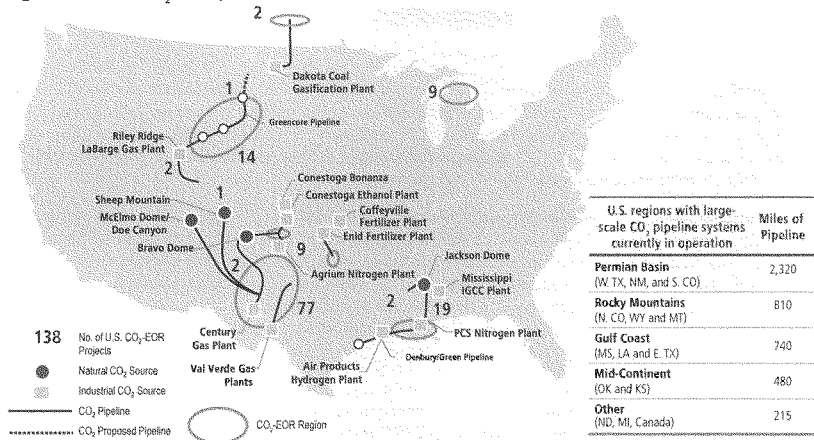 2
Dakota Coal
Gasification Plant
1
9
Greencore Pipeline
Riley Ridge
LaBarge Gas Plant
14
2
Conestoga Bonanza
1
Conestoga Ethanol Plant
Sheep Mountain
Coffeyville
Fertilizer Plant
McElmo Dome/
Doe Canyon
Enid Fertilizer Plant
Bravo Dome
9
Jackson Dome
2
Agrium Nitrogen Plant
Mississippi
IGCC Plant
77
2
19
Century
Gas Plant
PCS Nitrogen Plant
Val Verde Gas
Plants
Air Products
Hydrogen Plant
Denbury/Green Pipeline
138 No. of U.S. CO₂-EOR
Projects
Natural CO₂ Source
Industrial CO₂ Source
CO₂ Pipeline
CO₂ Proposed Pipeline
CO₂-EOR Region
U.S. regions with large-
scale CO₂ pipeline systems
currently in operation
Miles of
Pipeline
Permian Basin 2,320
(W. TX, NM, and S. CO)
Rocky Mountains 810
(N. CO, WY and MT)
Gulf Coast 740
(MS, LA and E. TX)
Mid-Continent 480
(OK and KS)
Other 215
(ND, MI, Canada)